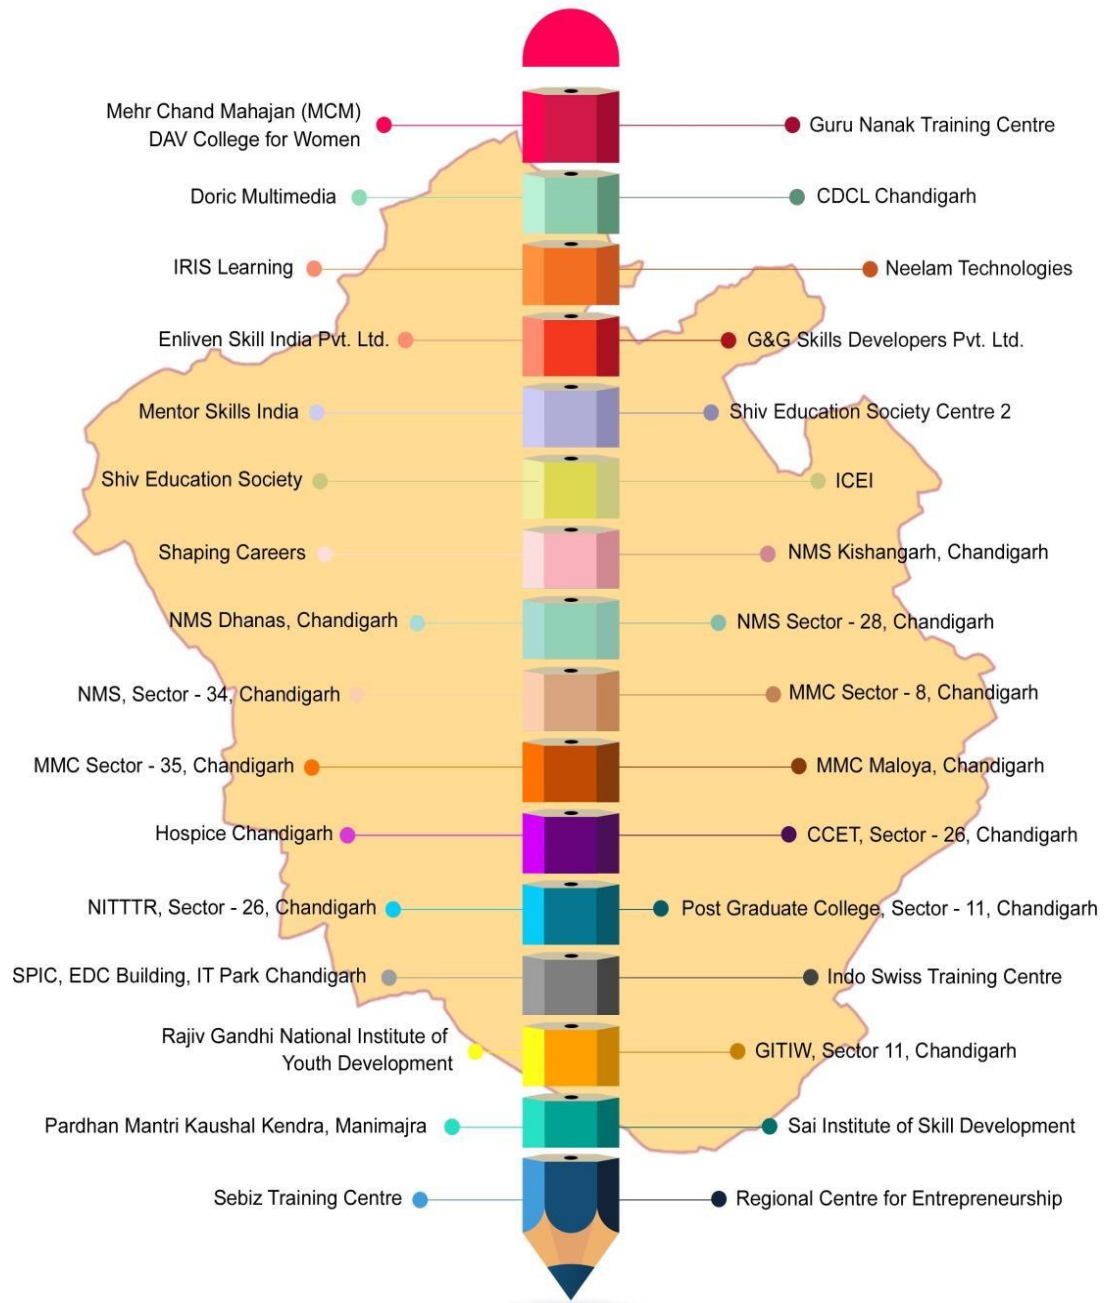 Mehr Chand Mahajan (MCM)
DAV College for Women
Guru Nanak Training Centre
Doric Multimedia
CDCL Chandigarh
IRIS Learning
Neelam Technologies
Enliven Skill India Pvt. Ltd.
G&G Skills Developers Pvt. Ltd.
Mentor Skills India
Shiv Education Society Centre 2
Shiv Education Society
ICEI
Shaping Careers
NMS Kishangarh, Chandigarh
NMS Dhanas, Chandigarh
NMS Sector - 28, Chandigarh
NMS, Sector - 34, Chandigarh
MMC Sector - 8, Chandigarh
MMC Sector - 35, Chandigarh
MMC Maloya, Chandigarh
Hospice Chandigarh
CCET, Sector - 26, Chandigarh
NITTTR, Sector - 26, Chandigarh
Post Graduate College, Sector - 11, Chandigarh
SPIC, EDC Building, IT Park Chandigarh
Indo Swiss Training Centre
Rajiv Gandhi National Institute of
Youth Development
GITIW, Sector 11, Chandigarh
Pardhan Mantri Kaushal Kendra, Manimajra
Sai Institute of Skill Development
Sebiz Training Centre
Regional Centre for Entrepreneurship